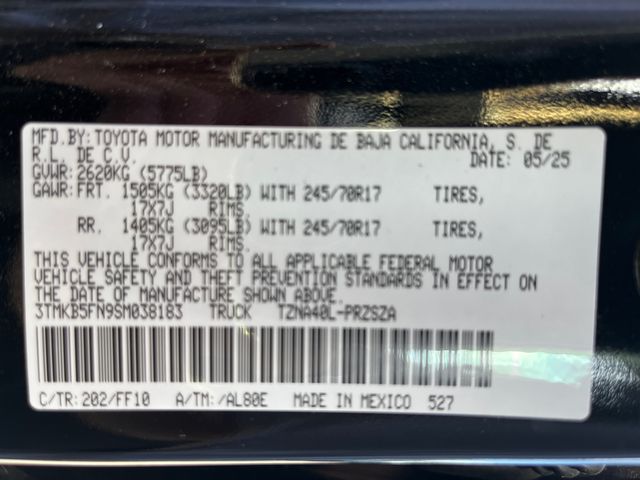 MFD.BY: TOYOTA MOTOR MANUFACTURING DE BAJA CALIFORNIA, S. DE
R.L. DE C.V. DATE: 05/25
GVWR: 2620KG (5775LB)
GAWR: FRT. 1505KG (3320LB) WITH 245/70R17 TIRES,
17X7J RIMS.
RR. 1405KG (3095LB) WITH 245/70R17 TIRES,
17X7J RIMS.
THIS VEHICLE CONFORMS TO ALL APPLICABLE FEDERAL MOTOR
VEHICLE SAFETY AND THEFT PREVENTION STANDARDS IN EFFECT ON
THE DATE OF MANUFACTURE SHOWN ABOVE.
3TMKB5FN9SM038183 TRUCK TZNA40L-PRZSZA
C/TR: 202/FF10 A/TM: /AL80E MADE IN MEXICO 527